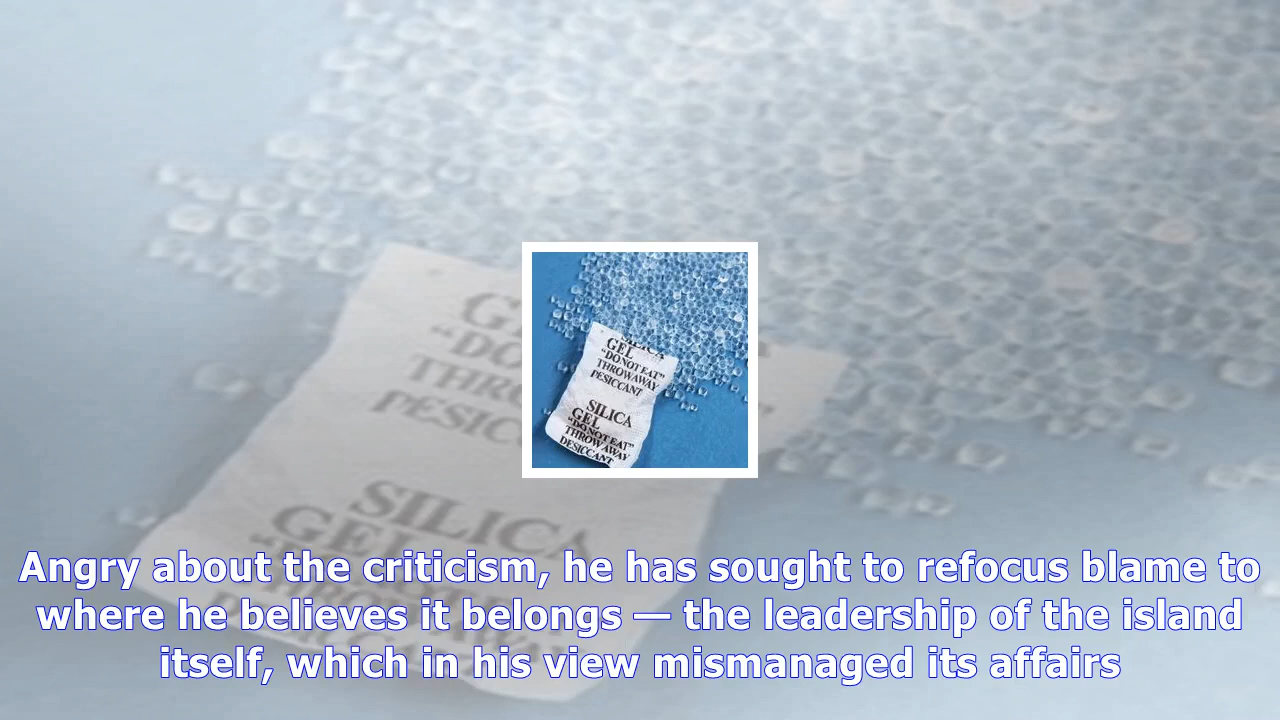 SILICA
GEL
“DO NOT EAT”
THROW AWAY
PESICCANT
SILICA
GEL
“DO NOT EAT”
THROW AWAY
DESICCANT
Angry about the criticism, he has sought to refocus blame to
where he believes it belongs — the leadership of the island
itself, which in his view mismanaged its affairs